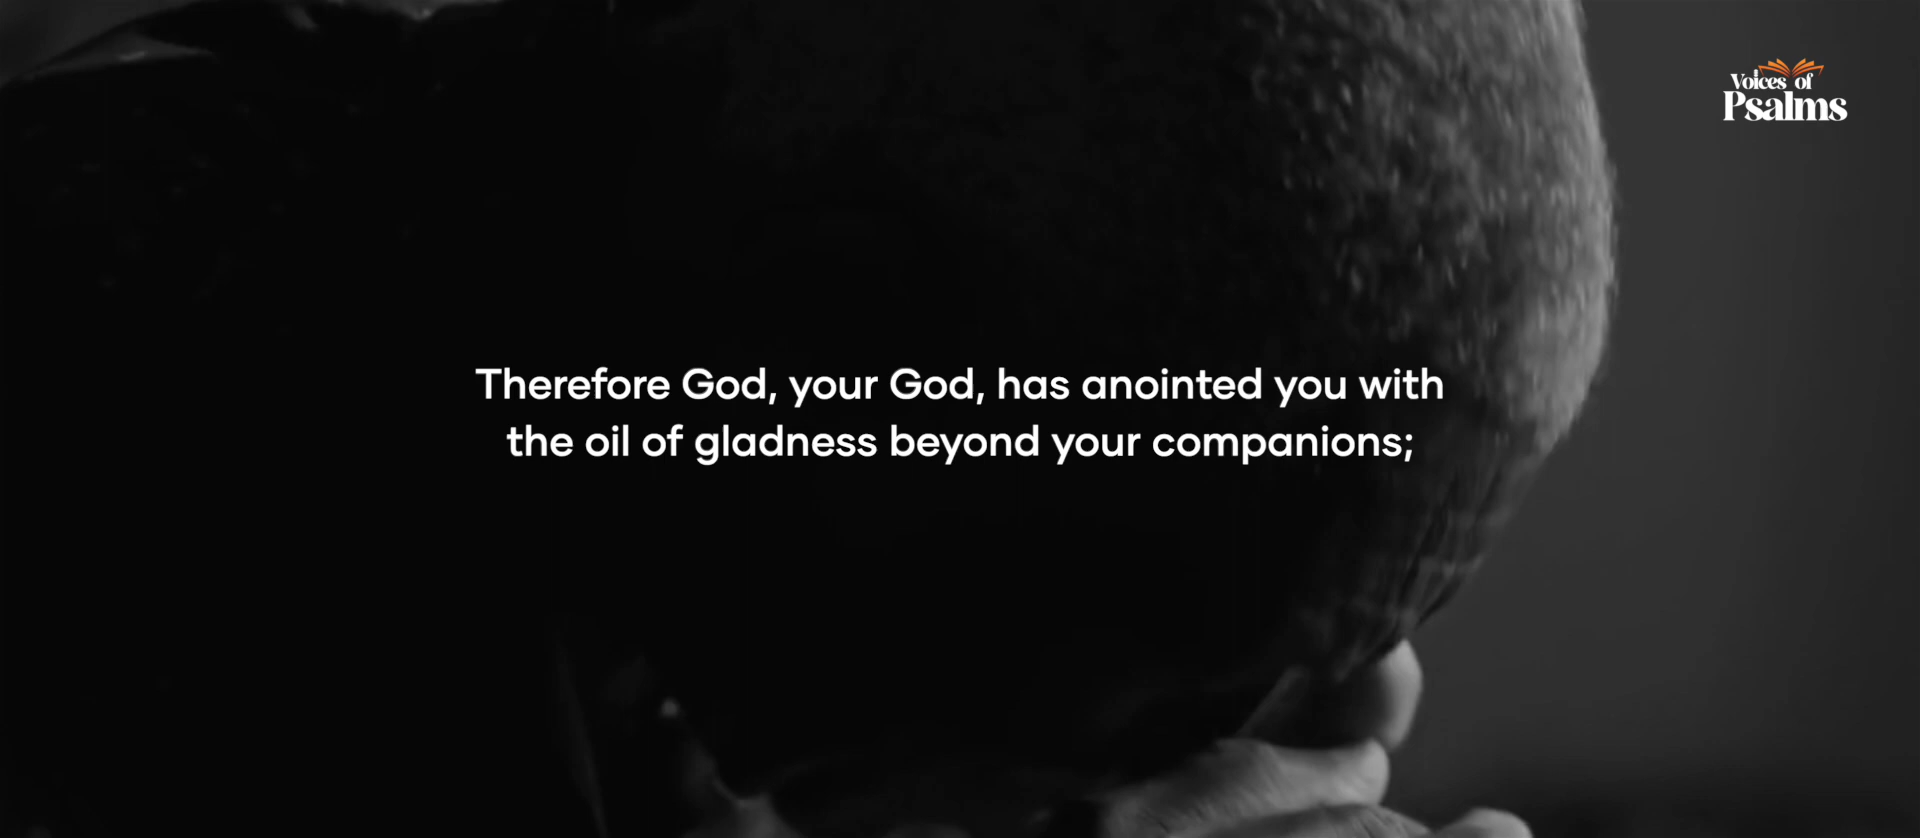 Voices of
Psalms
Therefore God, your God, has anointed you with
the oil of gladness beyond your companions;